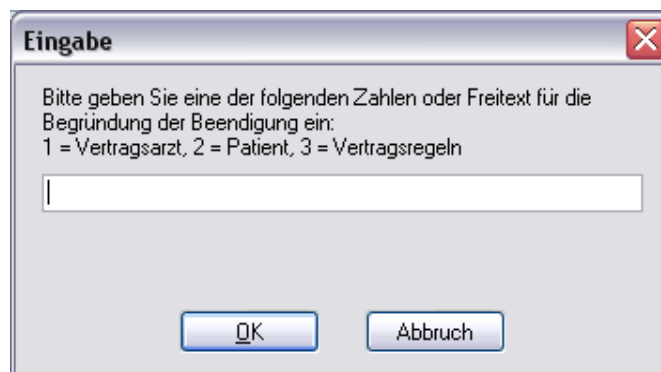 Eingabe
Bitte geben Sie eine der folgenden Zahlen oder Freitext für die
Begründung der Beendigung ein:
1 = Vertragsarzt, 2 = Patient, 3 = Vertragsregeln
OK
Abbruch